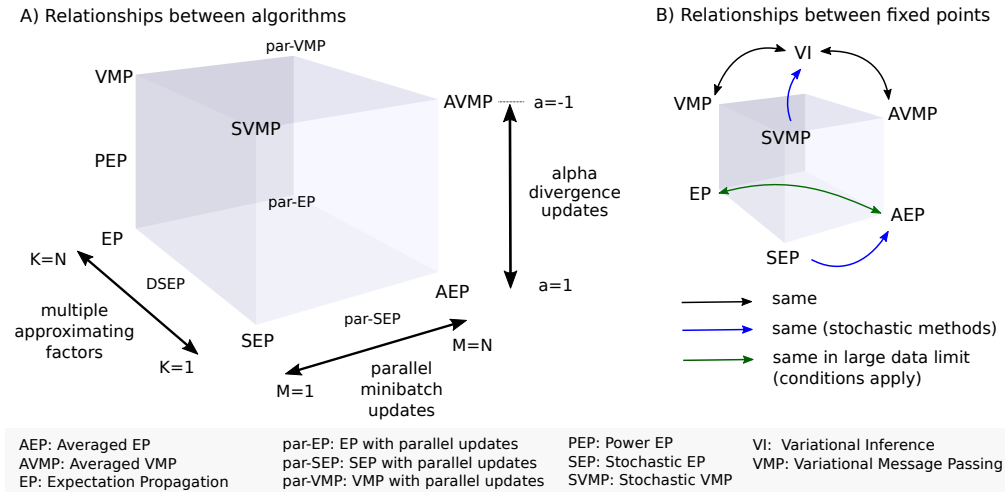 A) Relationships between algorithms
par-VMP
VMP
AVMP
a=-1
SVMP
PEP
alpha
divergence
updates
par-EP
EP
K=N
DSEP
multiple
approximating
factors
K=1
SEP
par-SEP
AEP
a=1
M=N
M=1
parallel
minibatch
updates
B) Relationships between fixed points
VI
VMP
AVMP
SVMP
EP
AEP
SEP
same
same (stochastic methods)
same in large data limit
(conditions apply)
AEP: Averaged EP
AVMP: Averaged VMP
EP: Expectation Propagation
par-EP: EP with parallel updates
par-SEP: SEP with parallel updates
par-VMP: VMP with parallel updates
PEP: Power EP
SEP: Stochastic EP
SVMP: Stochastic VMP
VI: Variational Inference
VMP: Variational Message Passing